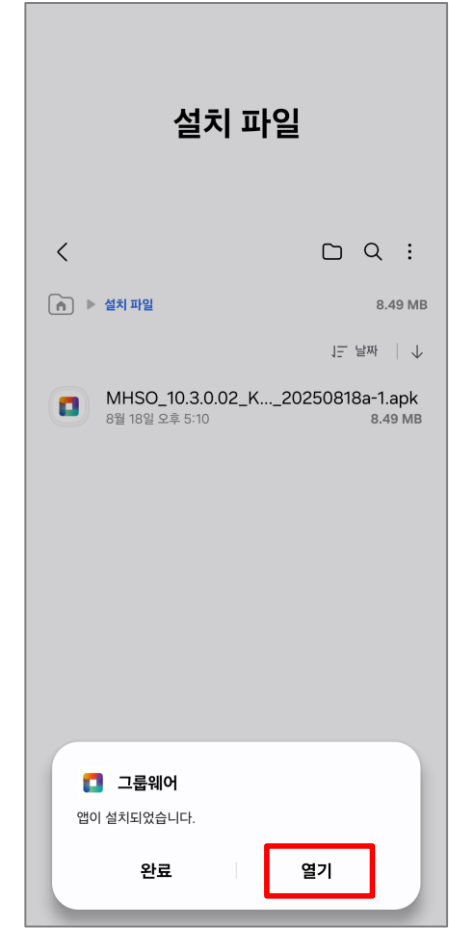 설치 파일
설치 파일
8.49 MB
날짜
MHSO_10.3.0.02_K..._20250818a-1.apk
8월 18일 오후 5:10
8.49 MB
그룹웨어
앱이 설치되었습니다.
완료
열기